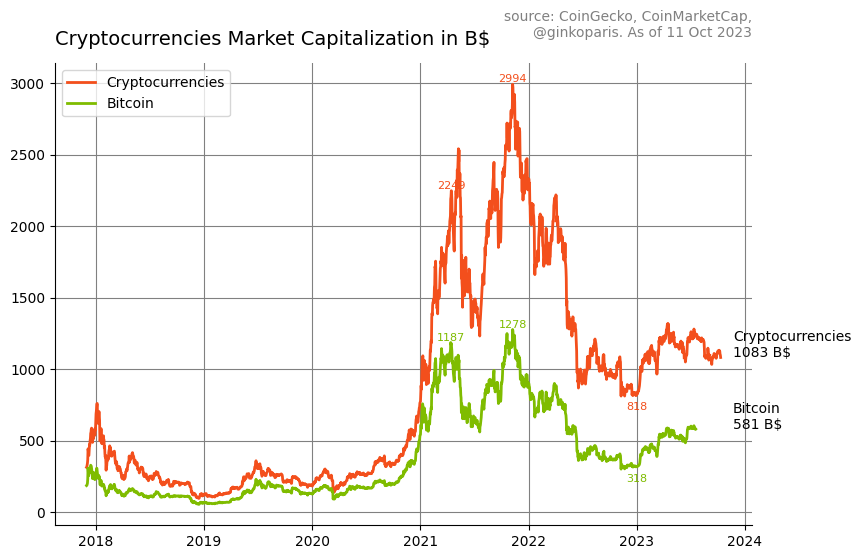 source: CoinGecko, CoinMarketCap,
@ginkoparis. As of 11 Oct 2023
Cryptocurrencies Market Capitalization in B$
Cryptocurrencies
Bitcoin
3000
2500
2000
1500
1000
500
0
2994
2249
1278
1187
818
318
Cryptocurrencies
1083 B$
Bitcoin
581 B$
2018
2019
2020
2021
2022
2023
2024